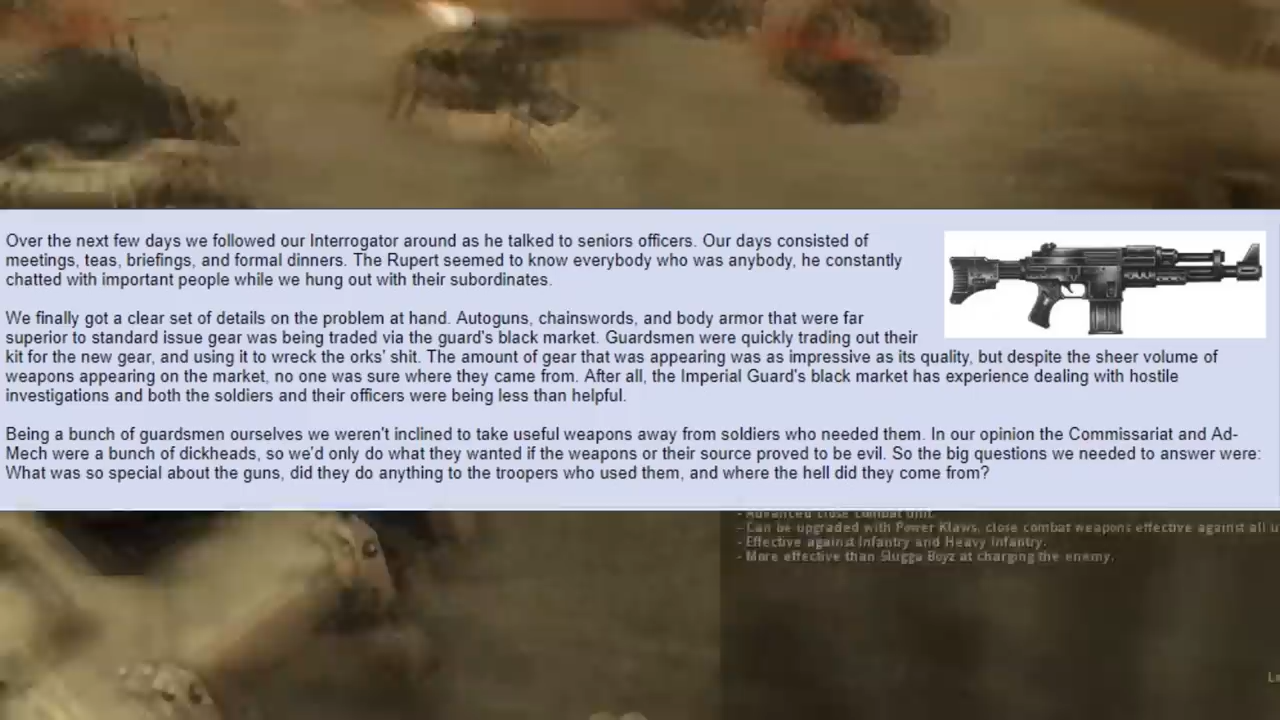 Over the next few days we followed our Interrogator around as he talked to seniors officers. Our days consisted of
meetings, teas, briefings, and formal dinners. The Rupert seemed to know everybody who was anybody, he constantly
chatted with important people while we hung out with their subordinates.
We finally got a clear set of details on the problem at hand. Autoguns, chainswords, and body armor that were far
superior to standard issue gear was being traded via the guard's black market. Guardsmen were quickly trading out their
kit for the new gear, and using it to wreck the orks' shit. The amount of gear that was appearing was as impressive as its quality, but despite the sheer volume of
weapons appearing on the market, no one was sure where they came from. After all, the Imperial Guard's black market has experience dealing with hostile
investigations and both the soldiers and their officers were being less than helpful.
Being a bunch of guardsmen ourselves we weren't inclined to take useful weapons away from soldiers who needed them. In our opinion the Commissariat and Ad-
Mech were a bunch of dickheads, so we'd only do what they wanted if the weapons or their source proved to be evil. So the big questions we needed to answer were:
What was so special about the guns, did they do anything to the troopers who used them, and where the hell did they come from?
- Advanced close combat unit.
- Can be upgraded with Power Klaws, close combat weapons effective against all u
- Effective against Infantry and Heavy Infantry.
- More effective than Slugga Boyz at charging the enemy.